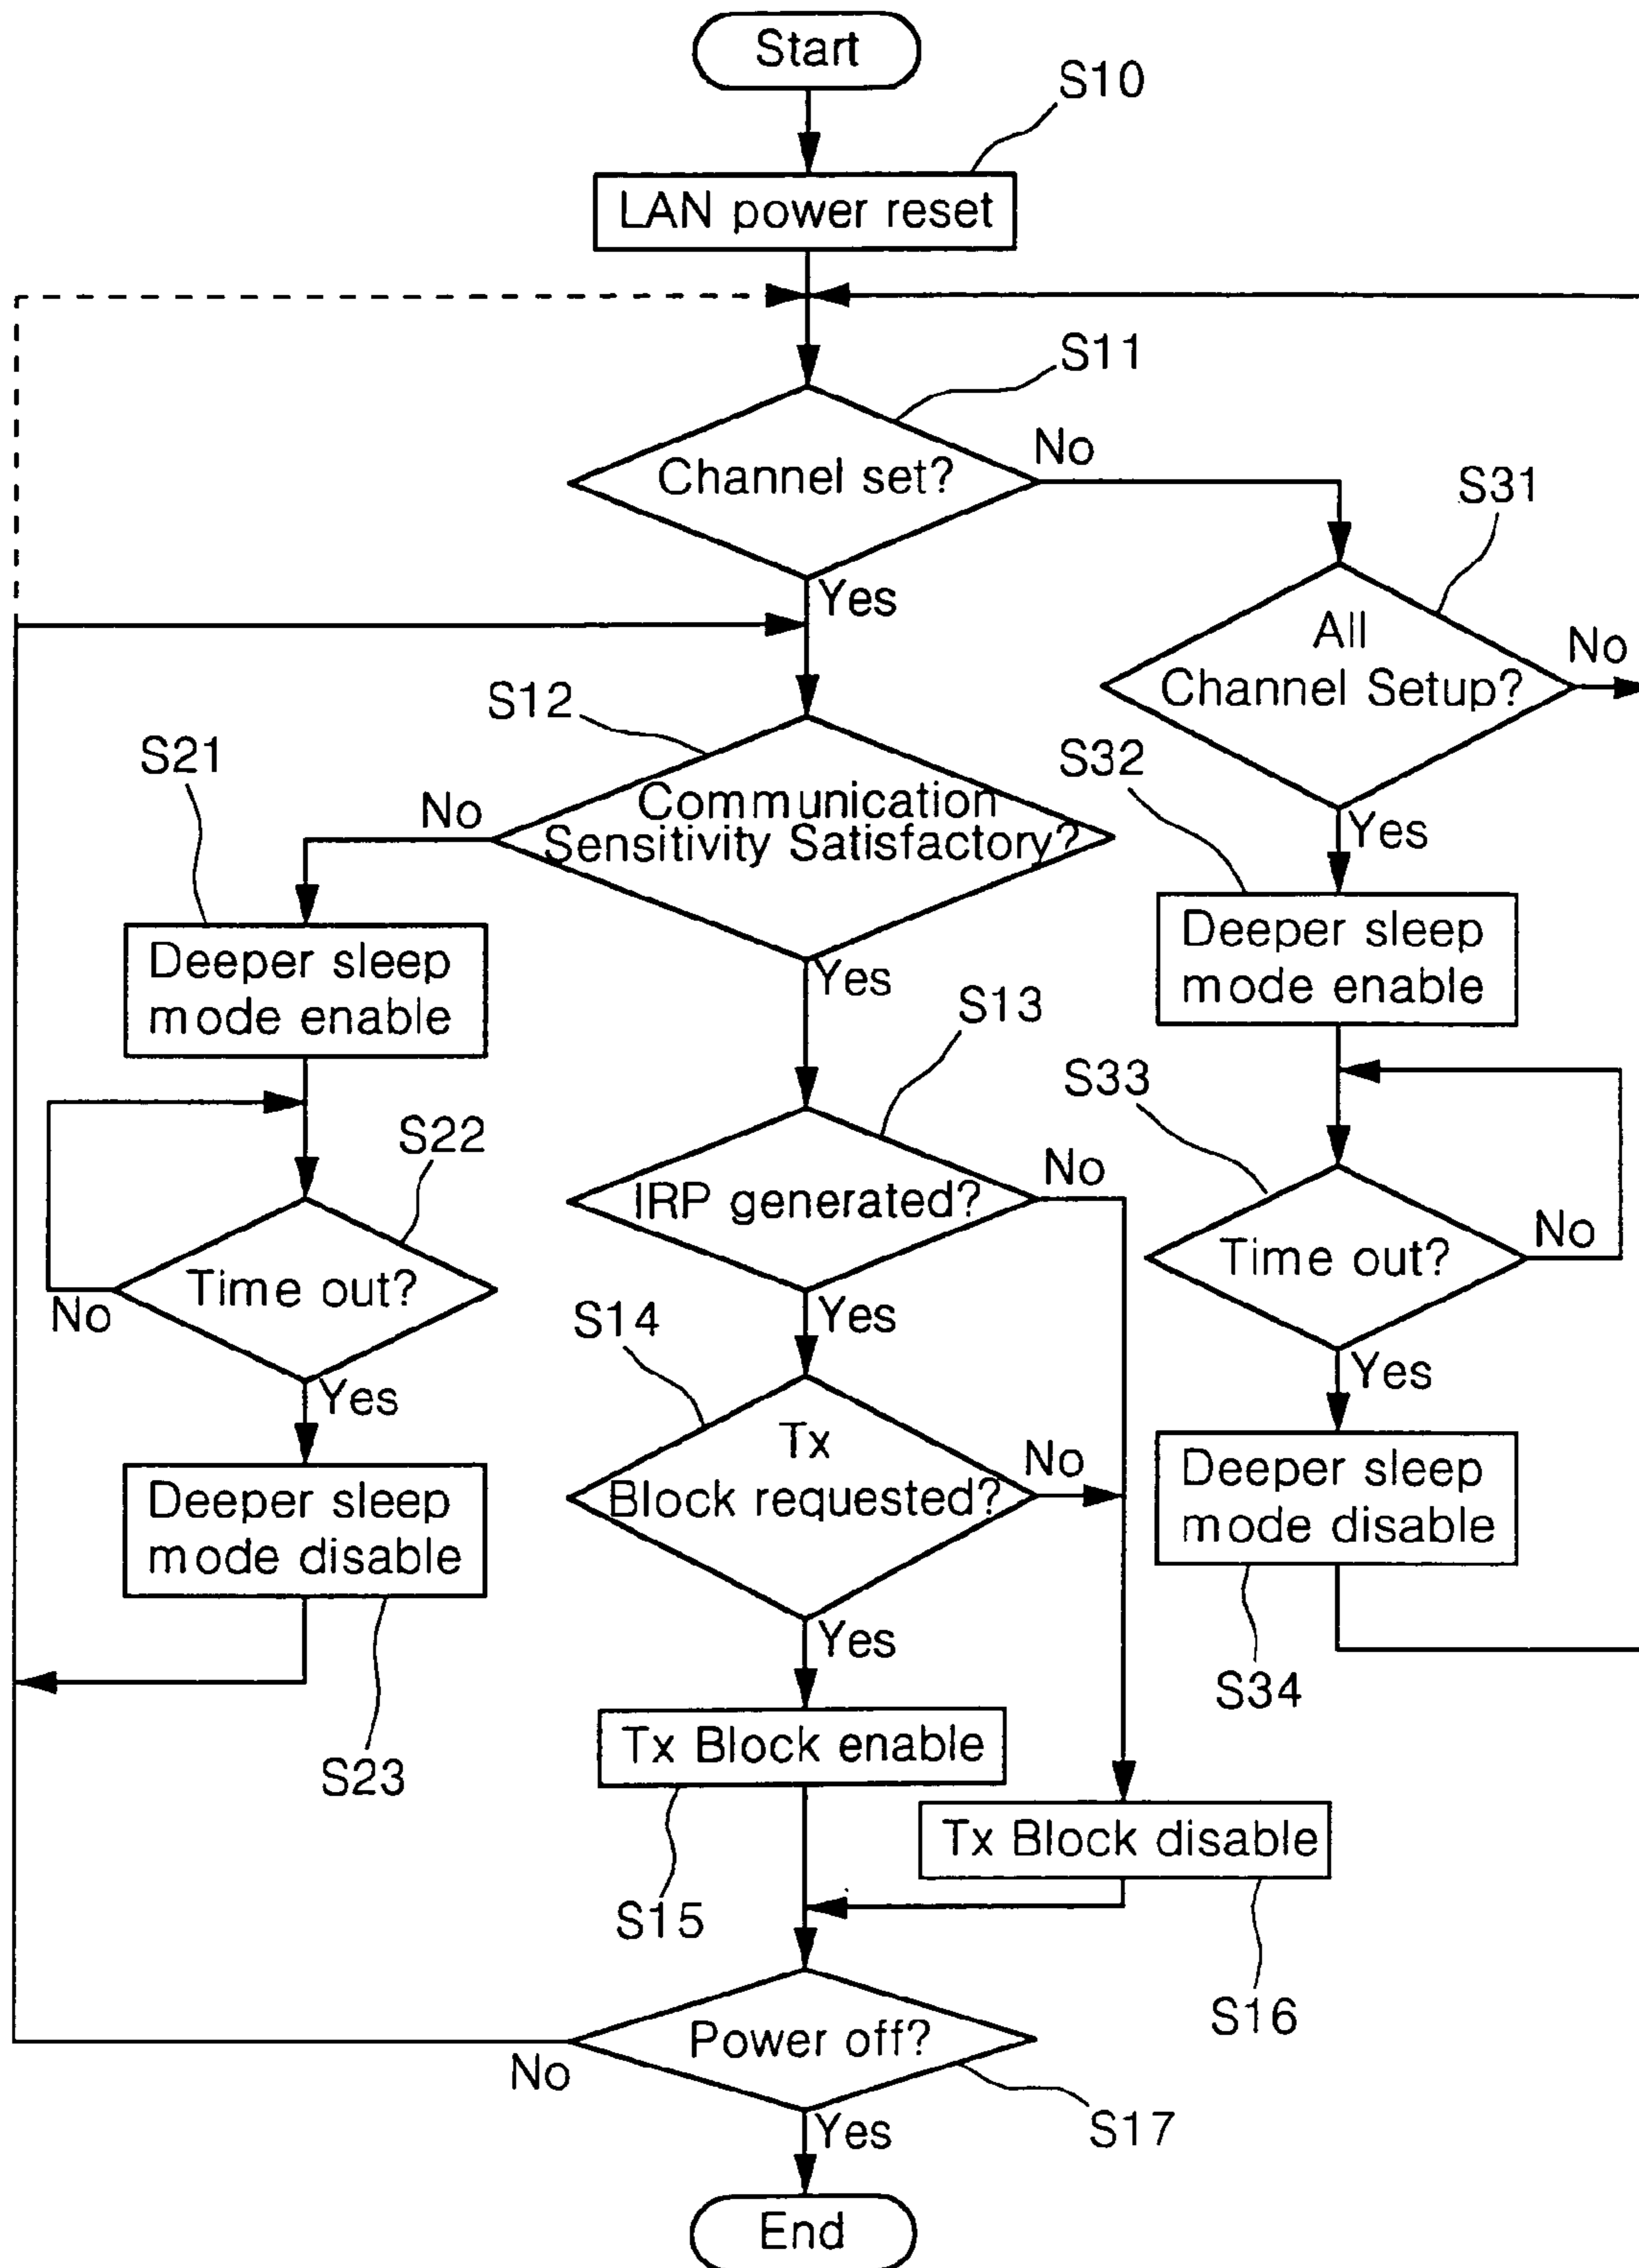 Start
S10
LAN power reset
S11
Channel set?
No
Yes
S31
All
Channel Setup?
No
Yes
S12
Communication
Sensitivity Satisfactory?
No
Yes
S21
Deeper sleep
mode enable
S32
Deeper sleep
mode enable
S13
IRP generated?
No
Yes
S22
Time out?
No
Yes
S33
Time out?
No
Yes
S14
Tx
Block requested?
No
Yes
Deeper sleep
mode disable
S23
Deeper sleep
mode disable
S34
Tx Block enable
S15
Tx Block disable
S16
Power off?
No
Yes
S17
End